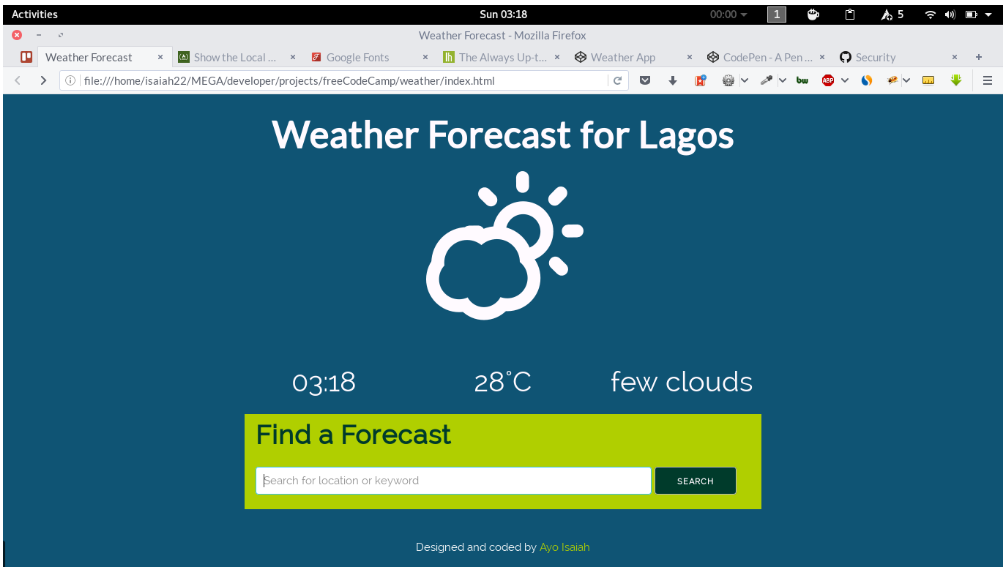 Activities Sun 03:18 00:00 1 5
Weather Forecast - Mozilla Firefox
Weather Forecast × Show the Local ... × Google Fonts × The Always Up-t... × Weather App × CodePen - A Pen ... × Security × +
file:///home/isaiah22/MEGA/developer/projects/freeCodeCamp/weather/index.html bw ABP
Weather Forecast for Lagos
03:18 28°C few clouds
Find a Forecast
Search for location or keyword SEARCH
Designed and coded by Ayo Isaiah